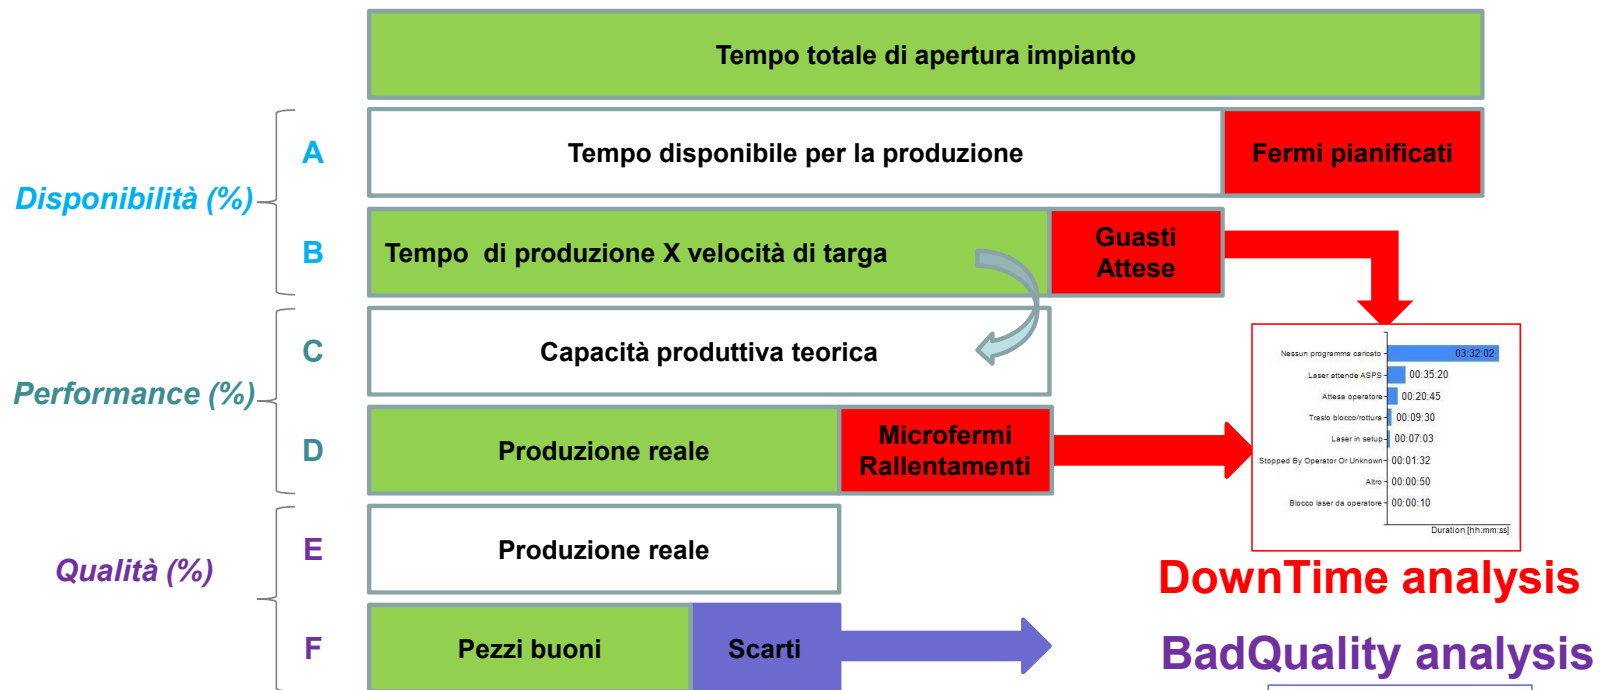 Tempo totale di apertura impianto
A
Tempo disponibile per la produzione
Fermi pianificati
Disponibilità (%)
B
Tempo di produzione X velocità di targa
Guasti
Attese
C
Capacità produttiva teorica
Performance (%)
D
Produzione reale
Microfermi
Rallentamenti
E
Produzione reale
Qualità (%)
F
Pezzi buoni
Scarti
Nessun programma caricato
03:32:02
Laser attende ASPS
00:35:20
Attesa operatore
00:20:45
Traslo blocco/rottura
00:09:30
Laser in setup
00:07:03
Stopped By Operator Or Unknown
00:01:32
Altro
00:00:50
Blocco laser da operatore
00:00:10
Duration [hh:mm:ss]
DownTime analysis
BadQuality analysis